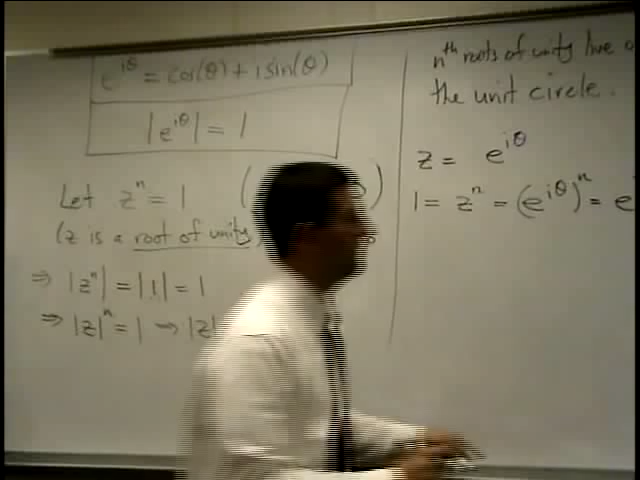 e^{iθ} = cos(θ) + i sin(θ)
|e^{iθ}| = 1
Let z^n = 1 (
(z is a root of unity
⇒ |z^n| = |1| = 1
⇒ |z|^n = 1 → |z|
n^{th} roots of unity live
the unit circle.
z = e^{iθ}
1 = z^n = (e^{iθ})^n = e